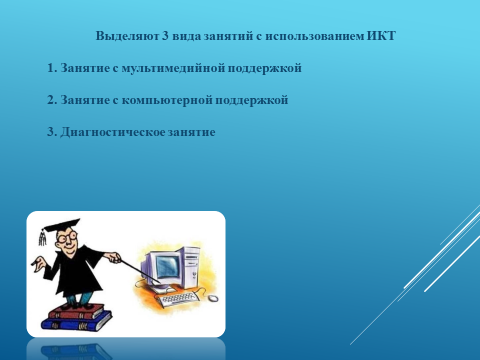 Выделяют 3 вида занятий с использованием ИКТ
1. Занятие с мультимедийной поддержкой
2. Занятие с компьютерной поддержкой
3. Диагностическое занятие